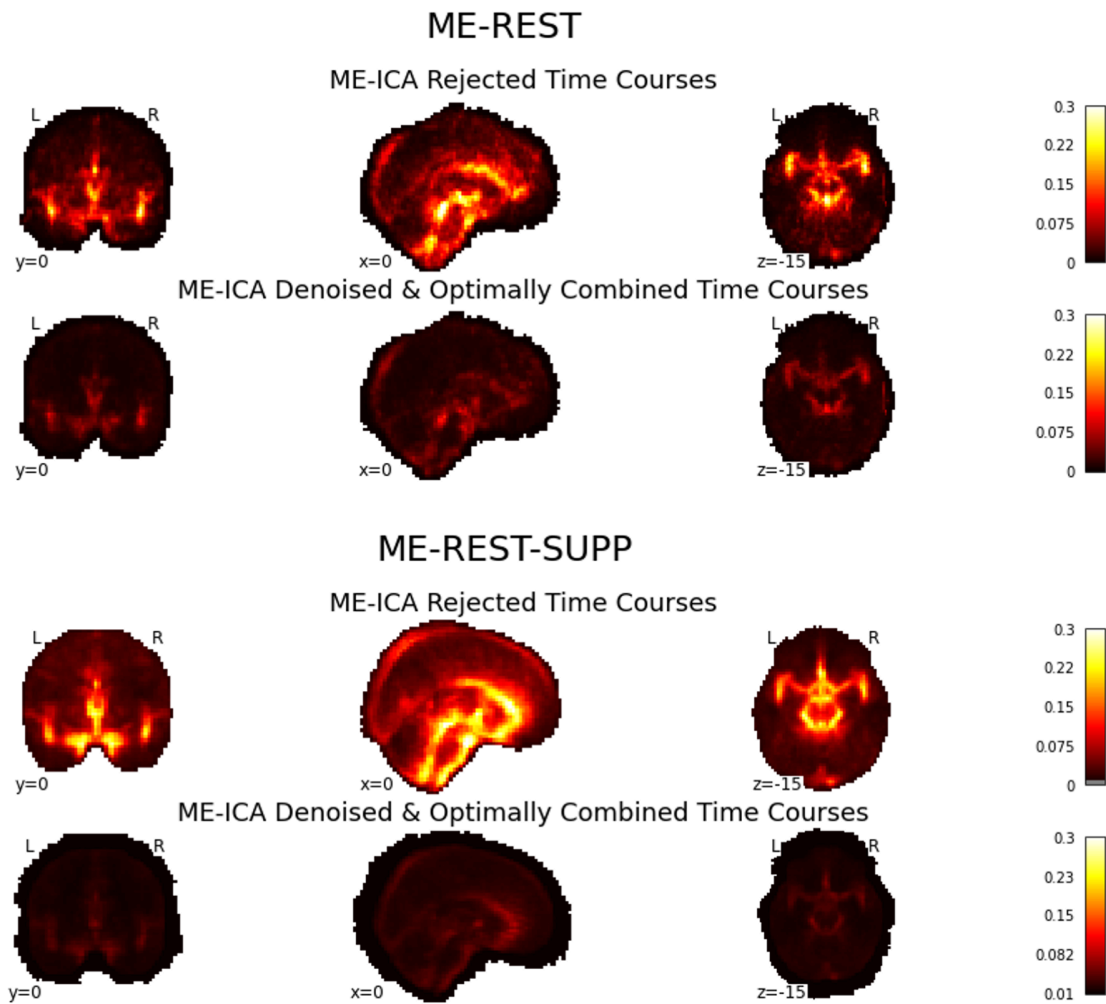 ME-REST
ME-ICA Rejected Time Courses
L R L R
0.3
0.22
0.15
0.075
0
y=0 x=0 z=-15
ME-ICA Denoised & Optimally Combined Time Courses
L R L R
0.3
0.22
0.15
0.075
0
y=0 x=0 z=-15
ME-REST-SUPP
ME-ICA Rejected Time Courses
L R L R
0.3
0.22
0.15
0.075
0
y=0 x=0 z=-15
ME-ICA Denoised & Optimally Combined Time Courses
L R L R
0.3
0.23
0.15
0.082
0.01
y=0 x=0 z=-15